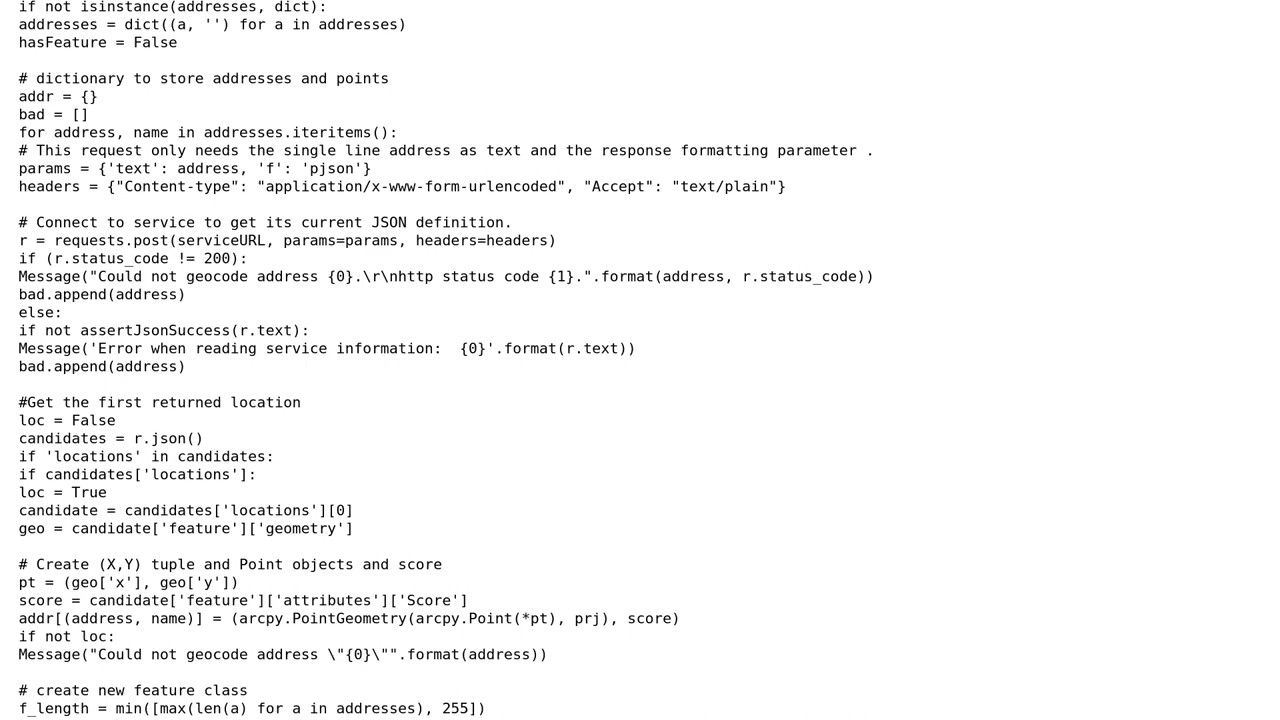 if not isinstance(addresses, dict):
addresses = dict((a, '') for a in addresses)
hasFeature = False

# dictionary to store addresses and points
addr = {}
bad = []
for address, name in addresses.iteritems():
# This request only needs the single line address as text and the response formatting parameter .
params = {'text': address, 'f': 'pjson'}
headers = {"Content-type": "application/x-www-form-urlencoded", "Accept": "text/plain"}

# Connect to service to get its current JSON definition.
r = requests.post(serviceURL, params=params, headers=headers)
if (r.status_code != 200):
Message("Could not geocode address {0}.\r\nhttp status code {1}.".format(address, r.status_code))
bad.append(address)
else:
if not assertJsonSuccess(r.text):
Message('Error when reading service information:  {0}'.format(r.text))
bad.append(address)

#Get the first returned location
loc = False
candidates = r.json()
if 'locations' in candidates:
if candidates['locations']:
loc = True
candidate = candidates['locations'][0]
geo = candidate['feature']['geometry']

# Create (X,Y) tuple and Point objects and score
pt = (geo['x'], geo['y'])
score = candidate['feature']['attributes']['Score']
addr[(address, name)] = (arcpy.PointGeometry(arcpy.Point(*pt), prj), score)
if not loc:
Message("Could not geocode address \"{0}\"".format(address))

# create new feature class
f_length = min([max(len(a) for a in addresses), 255])